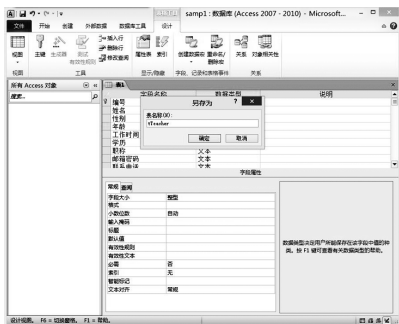 samp1 : 数据库 (Access 2007 - 2010) - Microsoft...
文件 开始 创建 外部数据 数据库工具 设计
视图 主键 生成器 测试有效性规则 插入行 删除行 修改查阅 属性表 索引 创建数据宏 重命名/删除宏 关系 对象相关性
视图 工具 显示/隐藏 字段、记录和表格事件 关系
所有 Access 对象
搜索...
表1
字段名称 数据类型 说明
编号
姓名
性别
年龄
工作时间
学历
职称 文本
邮箱密码 文本
联系电话 文本
另存为 ?
表名称(N):
tTeacher
确定 取消
字段属性
常规 查阅
字段大小 整型
格式
小数位数 自动
输入掩码
标题
默认值
有效性规则
有效性文本
必需 否
索引 无
智能标记
文本对齐 常规
数据类型决定用户所能保存在该字段中值的种类。按 F1 键可查看有关数据类型的帮助。
设计视图。 F6 = 切换窗格。 F1 = 帮助。